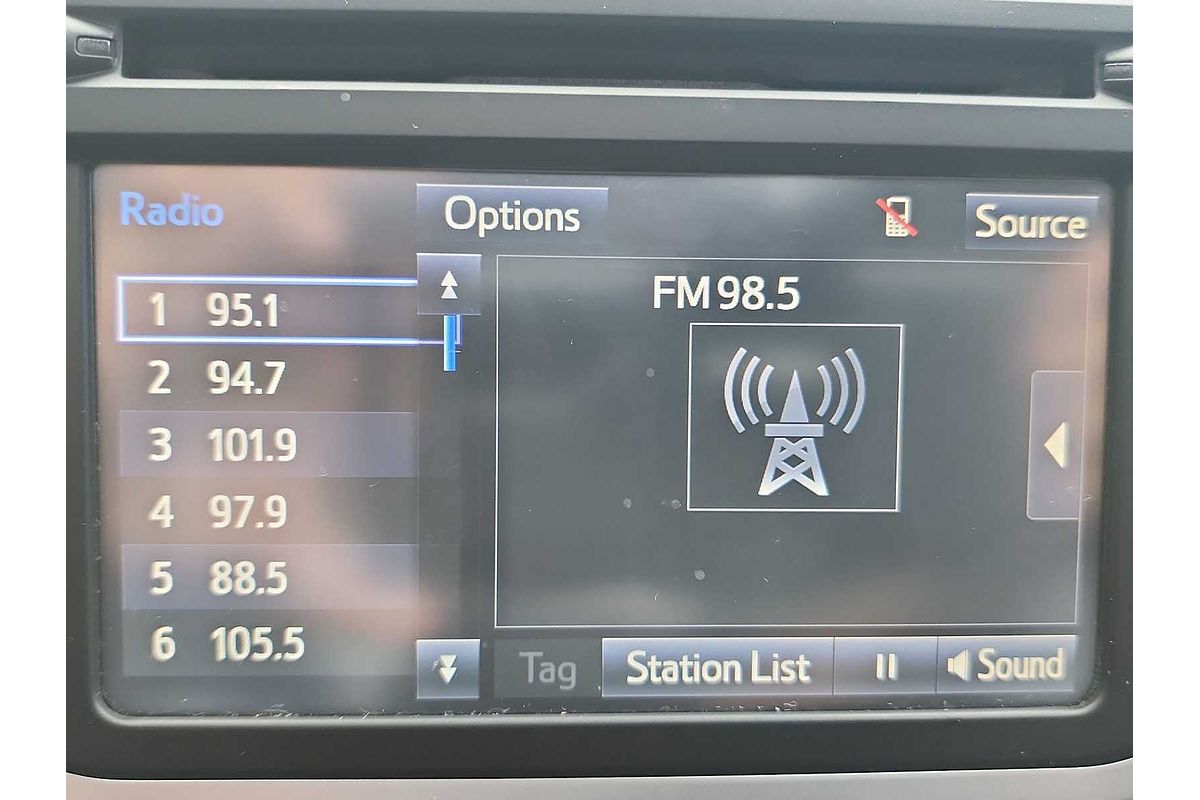 Radio
Options
Source
1 95.1
2 94.7
3 101.9
4 97.9
5 88.5
6 105.5
FM 98.5
Tag
Station List
Sound